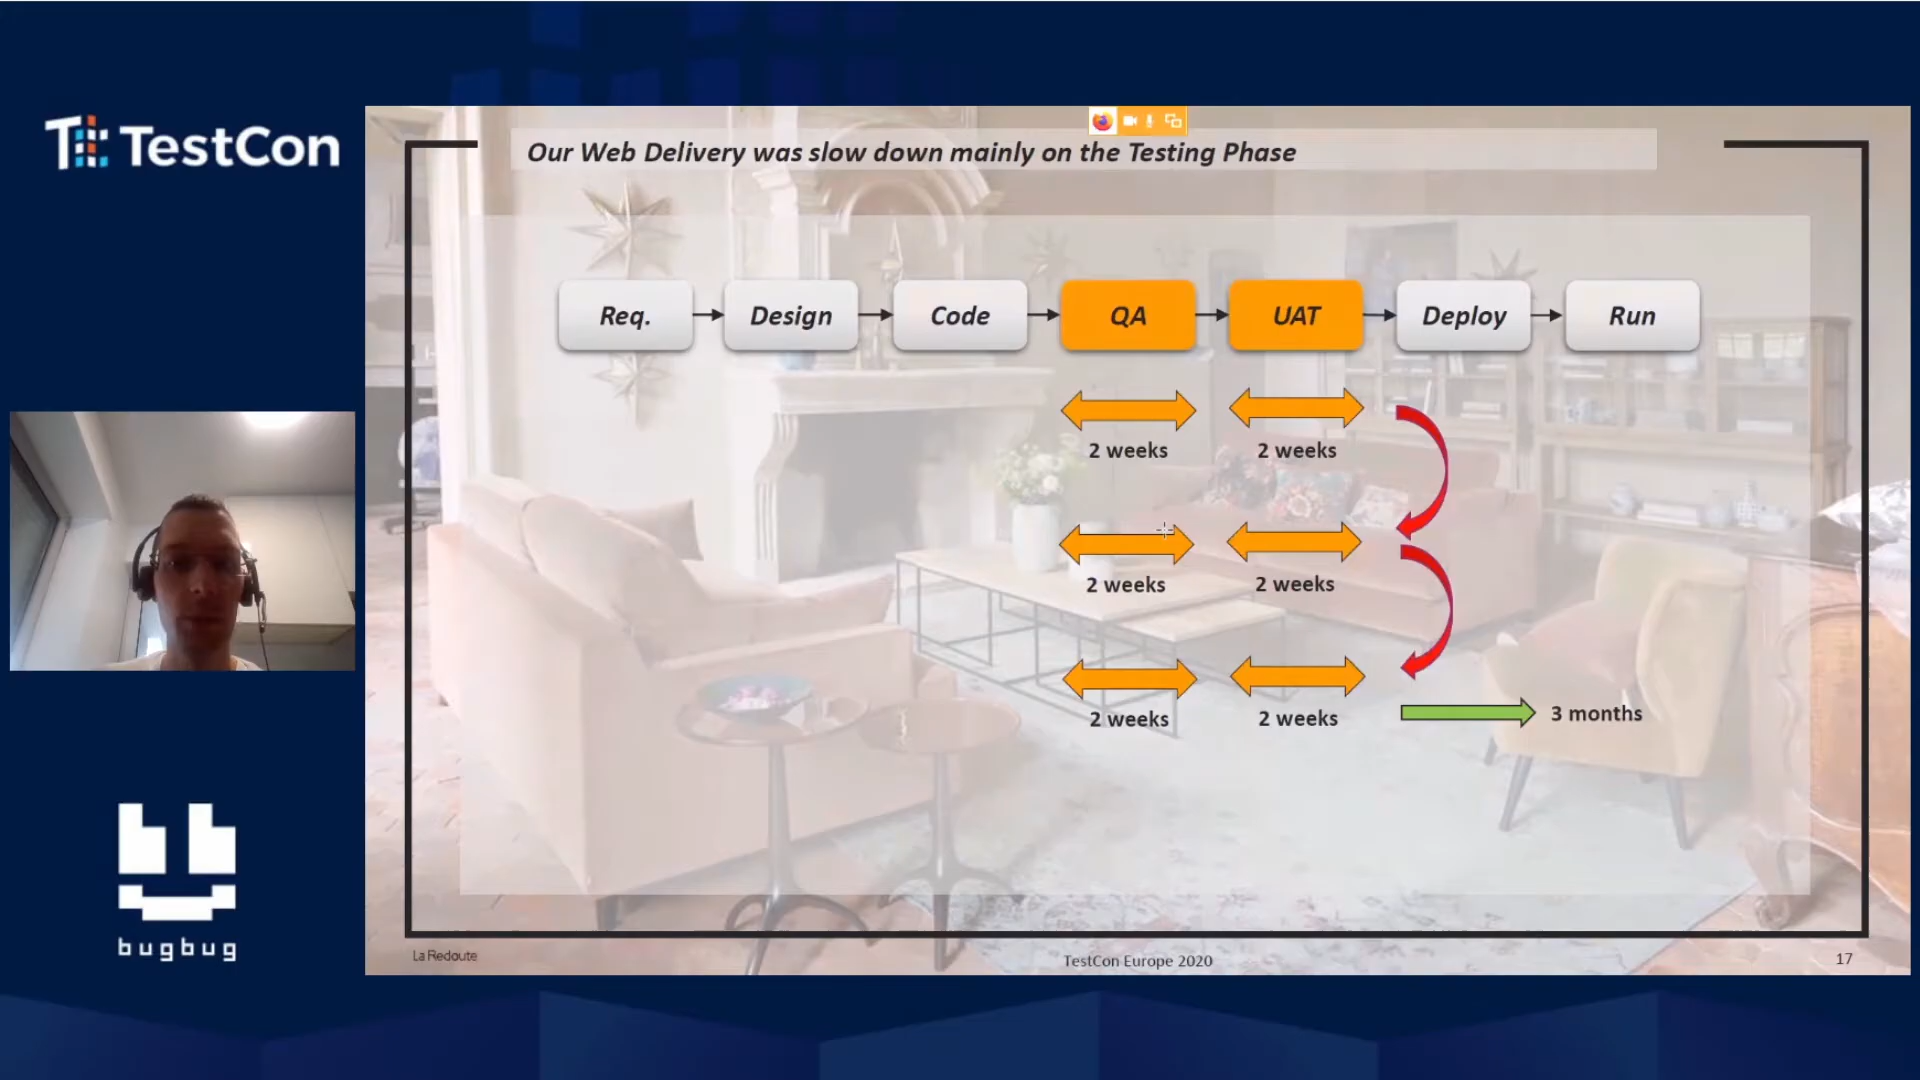 TestCon
Our Web Delivery was slow down mainly on the Testing Phase
Req.
Design
Code
QA
UAT
Deploy
Run
2 weeks
2 weeks
2 weeks
2 weeks
2 weeks
2 weeks
3 months
bugbug
La Redoute
TestCon Europe 2020
17